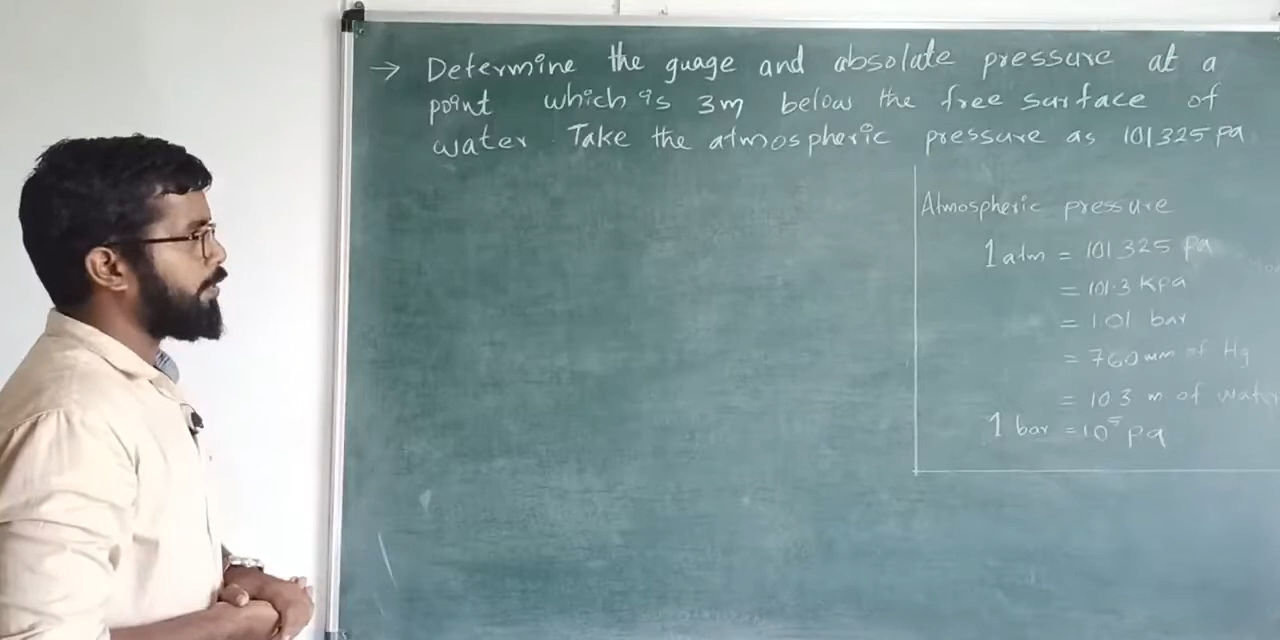 → Determine the guage and absolute pressure at a
point which is 3m below the free surface of
water. Take the atmospheric pressure as 101325 pa
Atmospheric pressure
1 atm = 101325 Pa
= 101.3 Kpa
= 1.01 bar
= 760 mm of Hg
= 10.3 m of water
1 bar = 10⁵ pa